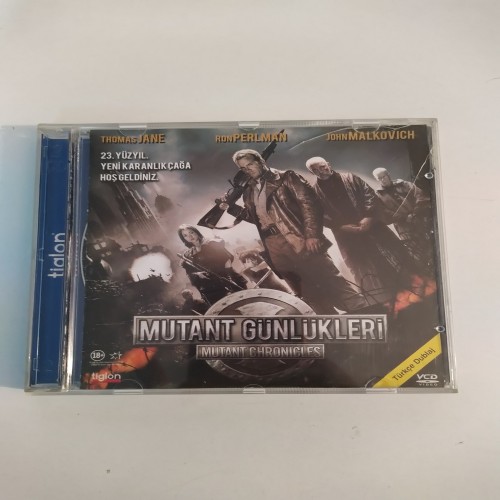 THOMAS JANE RON PERLMAN JOHN MALKOVICH
23. YÜZYIL.
YENİ KARANLIK ÇAĞA
HOŞ GELDİNİZ.
tiglon
MUTANT GÜNLÜKLERİ
MUTANT CHRONICLES
18+
tiglon
Türkçe Dublaj
VCD
VIDEO